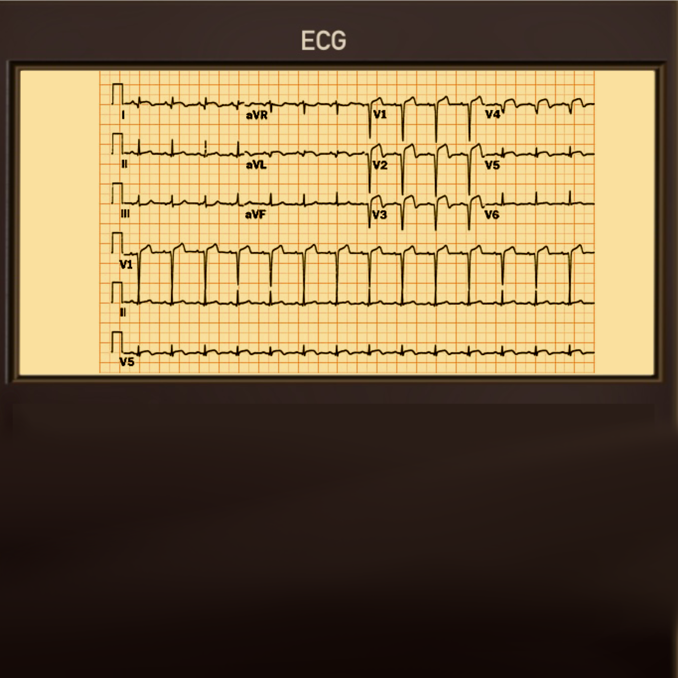 ECG
I aVR V1 V4
II aVL V2 V5
III aVF V3 V6
V1
II
V5